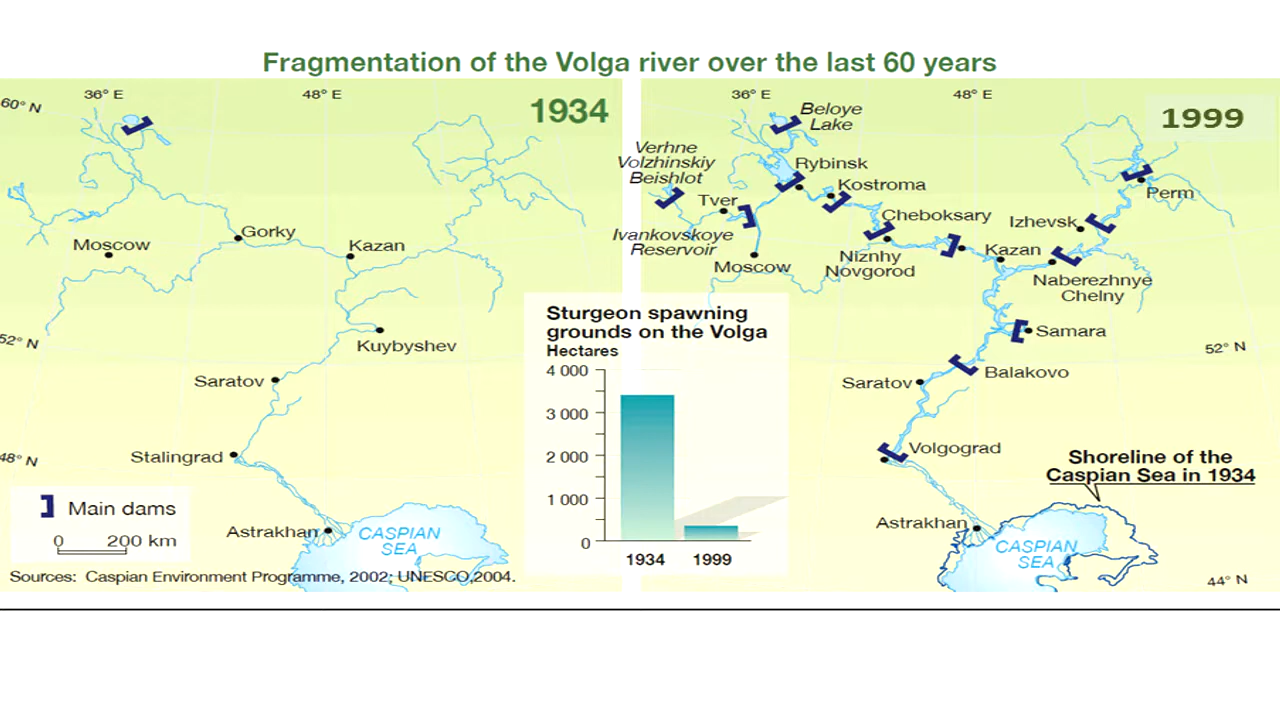 Fragmentation of the Volga river over the last 60 years
36° E
48° E
60° N
1934
Moscow
Gorky
Kazan
52° N
Kuybyshev
Saratov
48° N
Stalingrad
Main dams
0 200 km
Astrakhan
CASPIAN
SEA
Sources: Caspian Environment Programme, 2002; UNESCO,2004.
Sturgeon spawning
grounds on the Volga
Hectares
4 000
3 000
2 000
1 000
0
1934 1999
36° E
48° E
1999
Beloye
Lake
Verhne
Volzhinskiy
Beishlot
Rybinsk
Kostroma
Tver
Cheboksary
Izhevsk
Perm
Ivankovskoye
Reservoir
Moscow
Niznhy
Novgorod
Kazan
Naberezhnye
Chelny
Samara
52° N
Balakovo
Saratov
Volgograd
Shoreline of the
Caspian Sea in 1934
Astrakhan
CASPIAN
SEA
44° N